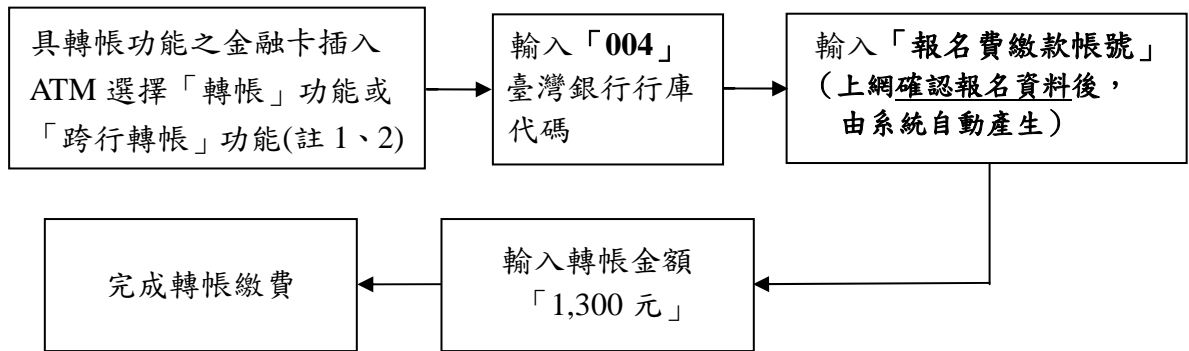 具轉帳功能之金融卡插入
ATM 選擇「轉帳」功能或
「跨行轉帳」功能(註 1、2)
輸入「004」
臺灣銀行行庫
代碼
輸入「報名費繳款帳號」
(上網確認報名資料後，
由系統自動產生)
輸入轉帳金額
「1,300 元」
完成轉帳繳費